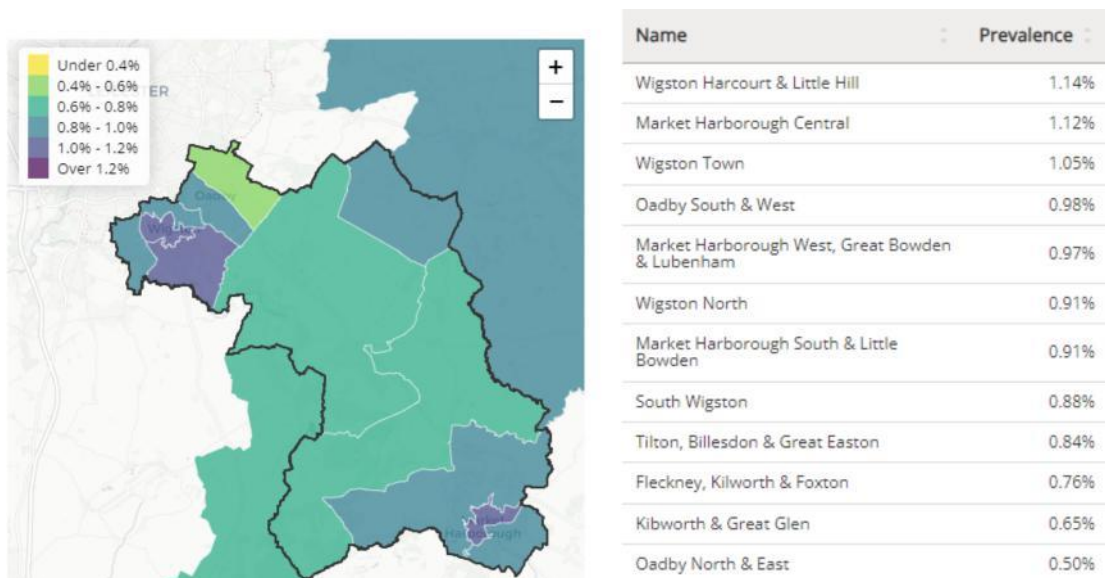 Under 0.4%
0.4% - 0.6%
0.6% - 0.8%
0.8% - 1.0%
1.0% - 1.2%
Over 1.2%
TER
+
−
Oadby
Harborough
Name
Prevalence
Wigston Harcourt & Little Hill
1.14%
Market Harborough Central
1.12%
Wigston Town
1.05%
Oadby South & West
0.98%
Market Harborough West, Great Bowden
& Lubenham
0.97%
Wigston North
0.91%
Market Harborough South & Little
Bowden
0.91%
South Wigston
0.88%
Tilton, Billesdon & Great Easton
0.84%
Fleckney, Kilworth & Foxton
0.76%
Kibworth & Great Glen
0.65%
Oadby North & East
0.50%